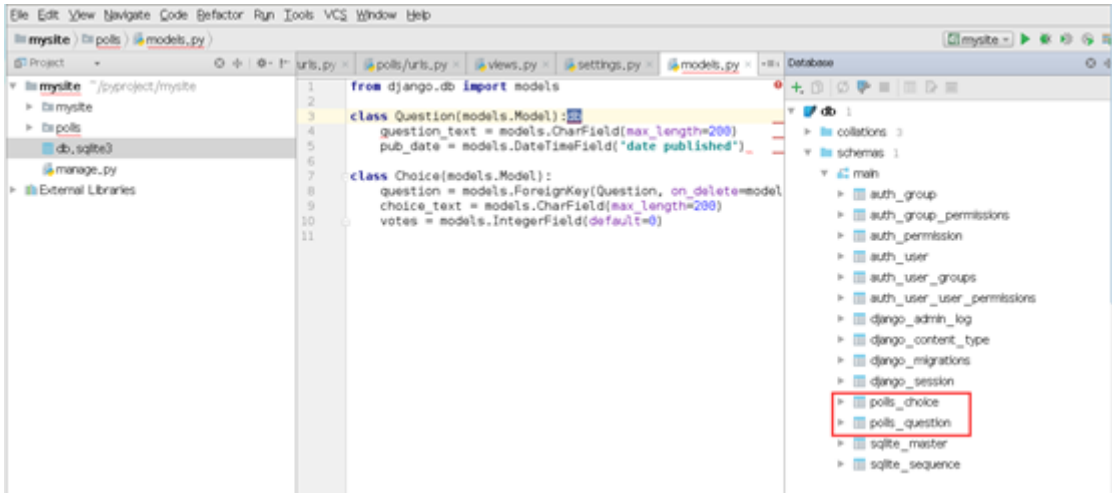 File Edit View Navigate Code Refactor Run Tools VCS Window Help
mysite polls models.py mysite
Project urls.py polls/urls.py views.py settings.py models.py Database
mysite ~/pyproject/mysite
mysite
polls
db.sqlite3
manage.py
External Libraries
1 from django.db import models
2
3 class Question(models.Model):db
4 question_text = models.CharField(max_length=200)
5 pub_date = models.DateTimeField("date published")
6
7 class Choice(models.Model):
8 question = models.ForeignKey(Question, on_delete=model
9 choice_text = models.CharField(max_length=200)
10 votes = models.IntegerField(default=0)
11
db 1
collations 3
schemas 1
main
auth_group
auth_group_permissions
auth_permission
auth_user
auth_user_groups
auth_user_user_permissions
django_admin_log
django_content_type
django_migrations
django_session
polls_choice
polls_question
sqlite_master
sqlite_sequence